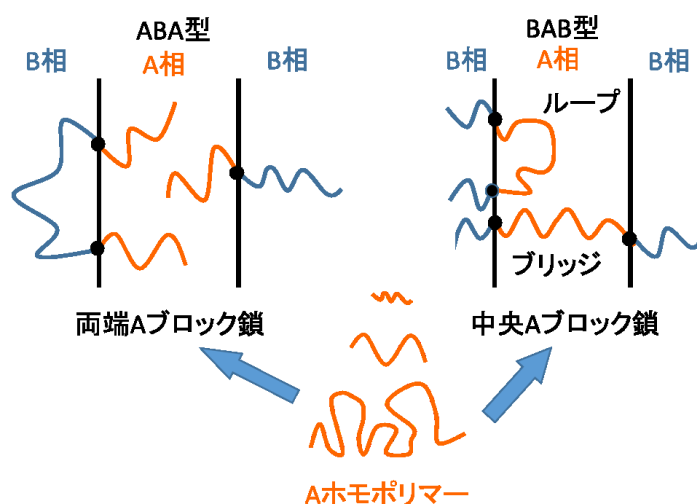 ABA型
B相
A相
B相
両端Aブロック鎖
BAB型
B相
A相
B相
ループ
ブリッジ
中央Aブロック鎖
Aホモポリマー